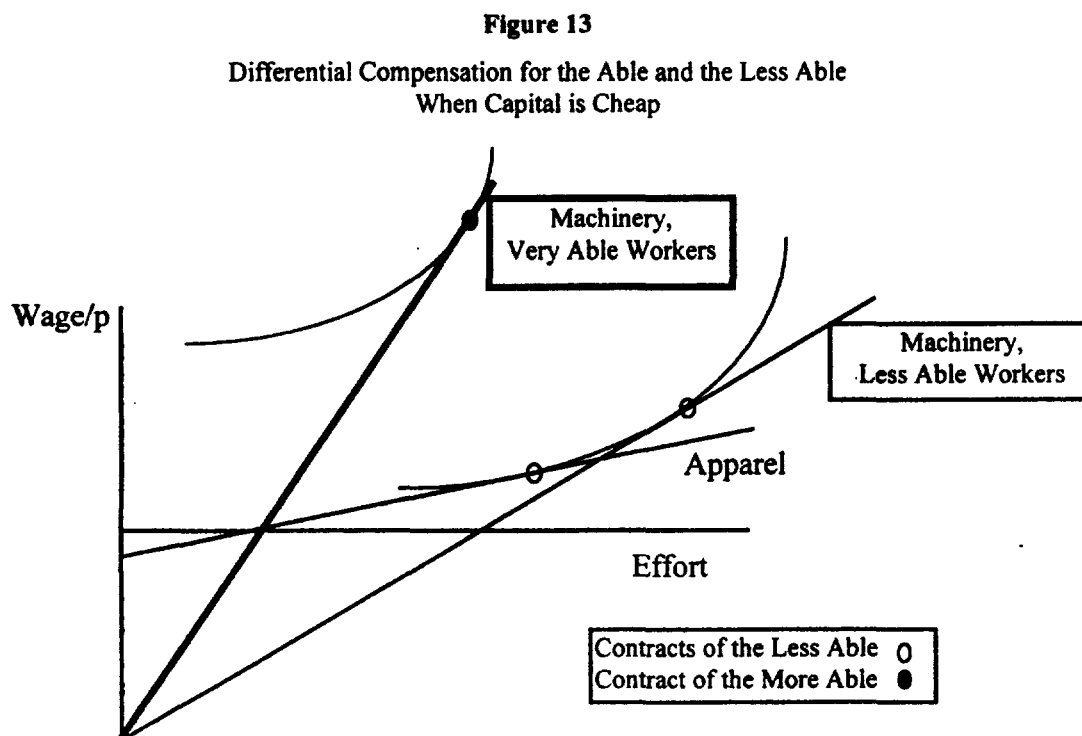 Figure 13
Differential Compensation for the Able and the Less Able
When Capital is Cheap
Machinery,
Very Able Workers
Wage/p
Machinery,
Less Able Workers
Apparel
Effort
Contracts of the Less Able
Contract of the More Able